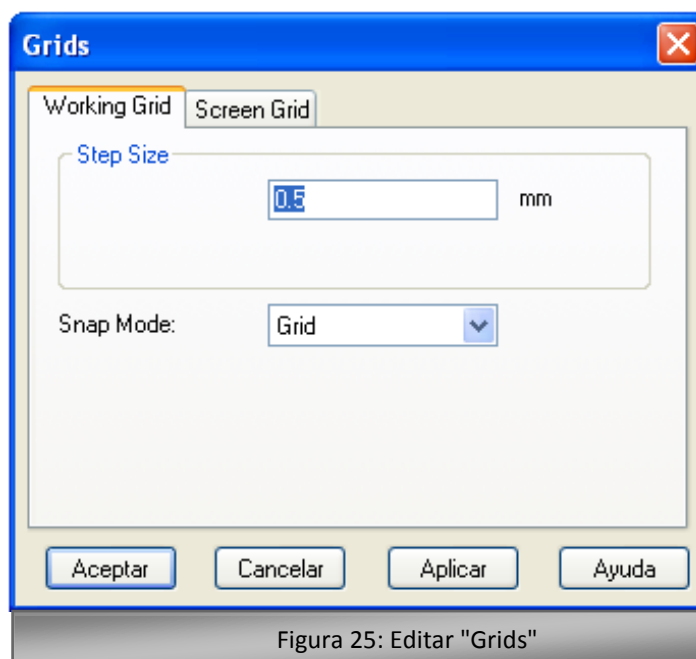 Grids
Working Grid Screen Grid
Step Size
0.5 mm
Snap Mode: Grid
Aceptar Cancelar Aplicar Ayuda
Figura 25: Editar "Grids"